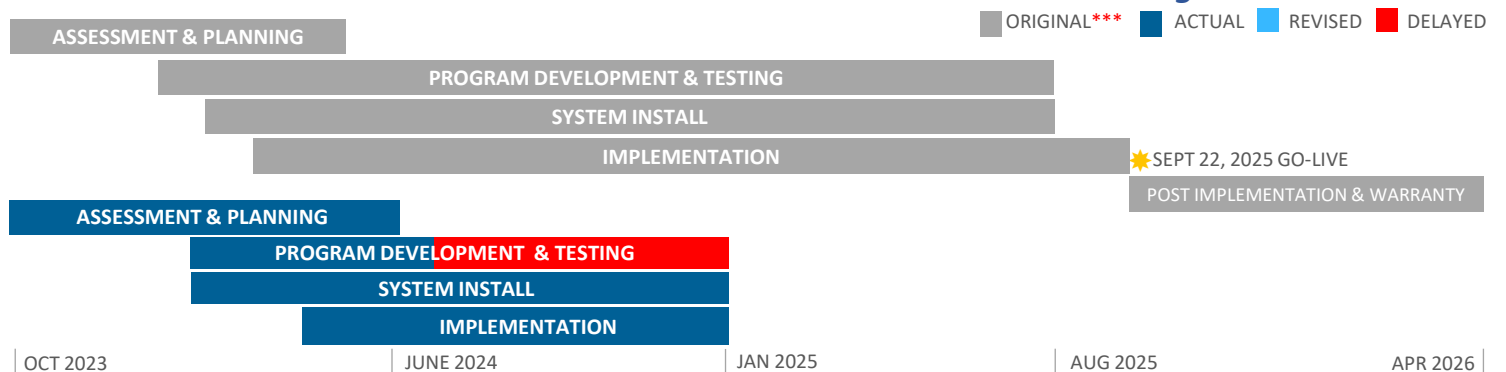 ORIGINAL*** ACTUAL REVISED DELAYED
ASSESSMENT & PLANNING
PROGRAM DEVELOPMENT & TESTING
SYSTEM INSTALL
IMPLEMENTATION
SEPT 22, 2025 GO-LIVE
POST IMPLEMENTATION & WARRANTY
ASSESSMENT & PLANNING
PROGRAM DEVELOPMENT & TESTING
SYSTEM INSTALL
IMPLEMENTATION
OCT 2023 JUNE 2024 JAN 2025 AUG 2025 APR 2026